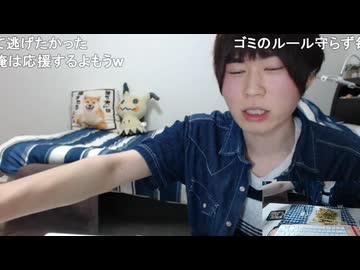 て逃げたかった
俺は応援するよもうw
ゴミのルール守らず